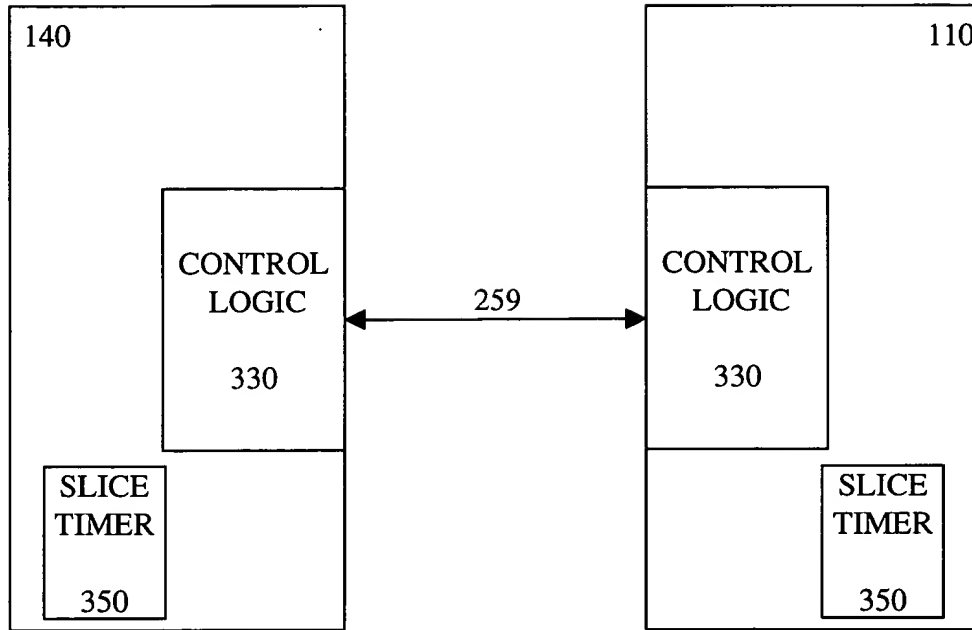 140
110
CONTROL
LOGIC
330
259
CONTROL
LOGIC
330
SLICE
TIMER
350
SLICE
TIMER
350